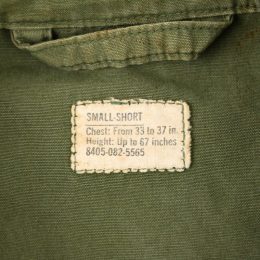 SMALL-SHORT
Chest: From 33 to 37 in.
Height: Up to 67 inches
8405-082-5565